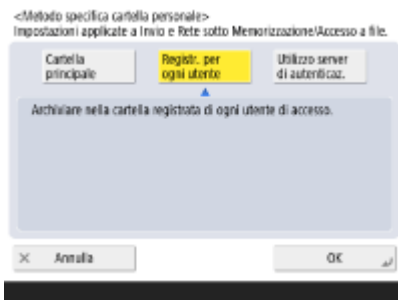 <Metodo specifica cartella personale>
Impostazioni applicate a Invio e Rete sotto Memorizzazione/Accesso a file.
Cartella
principale
Registr. per
ogni utente
Utilizzo server
di autenticaz.
Archiviare nella cartella registrata di ogni utente di accesso.
Annulla
OK